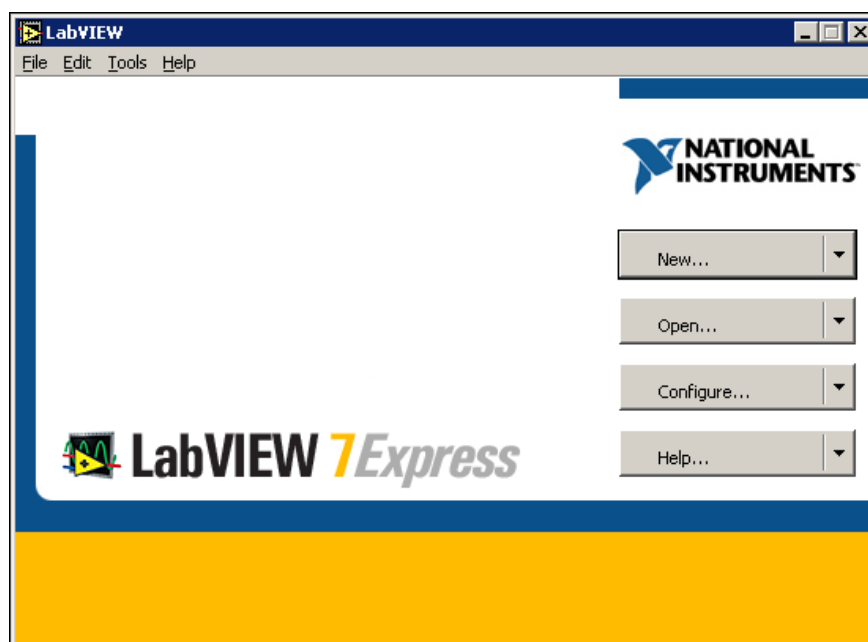 LabVIEW
File Edit Tools Help
NATIONAL
INSTRUMENTS
New...
Open...
Configure...
Help...
LabVIEW 7 Express